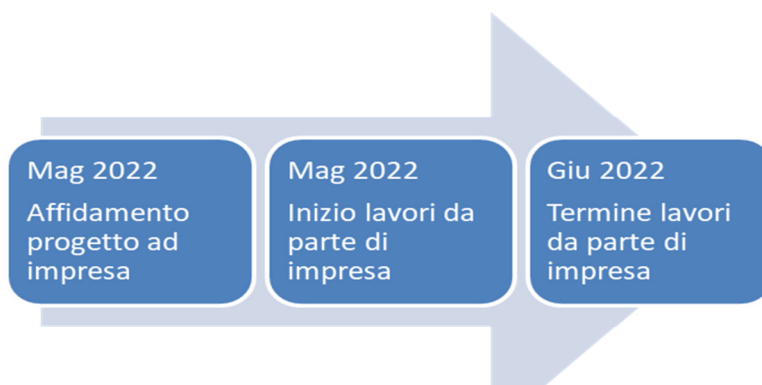 Mag 2022
Affidamento
progetto ad
impresa
Mag 2022
Inizio lavori da
parte di
impresa
Giu 2022
Termine lavori
da parte di
impresa